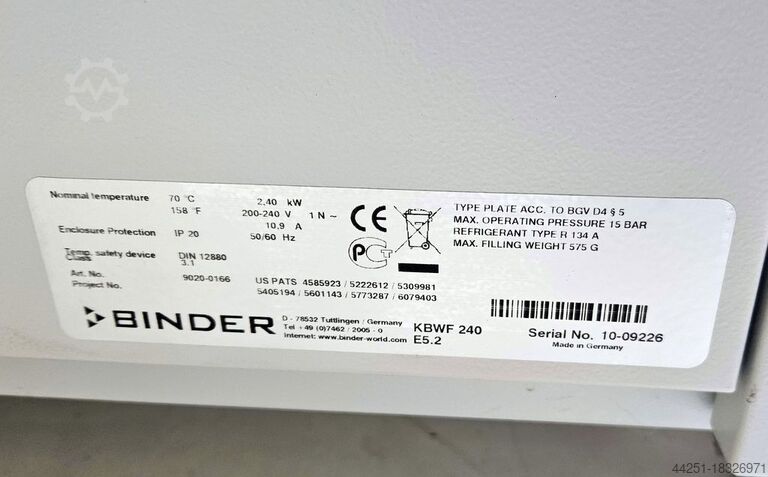 Nominal temperature 70 °C 2,40 kW
158 °F 200-240 V 1 N ~
10,9 A
Enclosure Protection IP 20 50/60 Hz
Temp. safety device DIN 12880
Class 3.1
Art. No. 9020-0166
Project No.
US PATS 4585923 / 5222612 / 5309981
5405194 / 5601143 / 5773287 / 6079403
CE
PCT
TYPE PLATE ACC. TO BGV D4 § 5
MAX. OPERATING PRESSURE 15 BAR
REFRIGERANT TYPE R 134 A
MAX. FILLING WEIGHT 575 G
BINDER
D - 78532 Tuttlingen / Germany
Tel + 49 (0)7462 / 2005 - 0
Internet: www.binder-world.com
KBWF 240
E5.2
Serial No. 10-09226
Made in Germany
44251-18326971